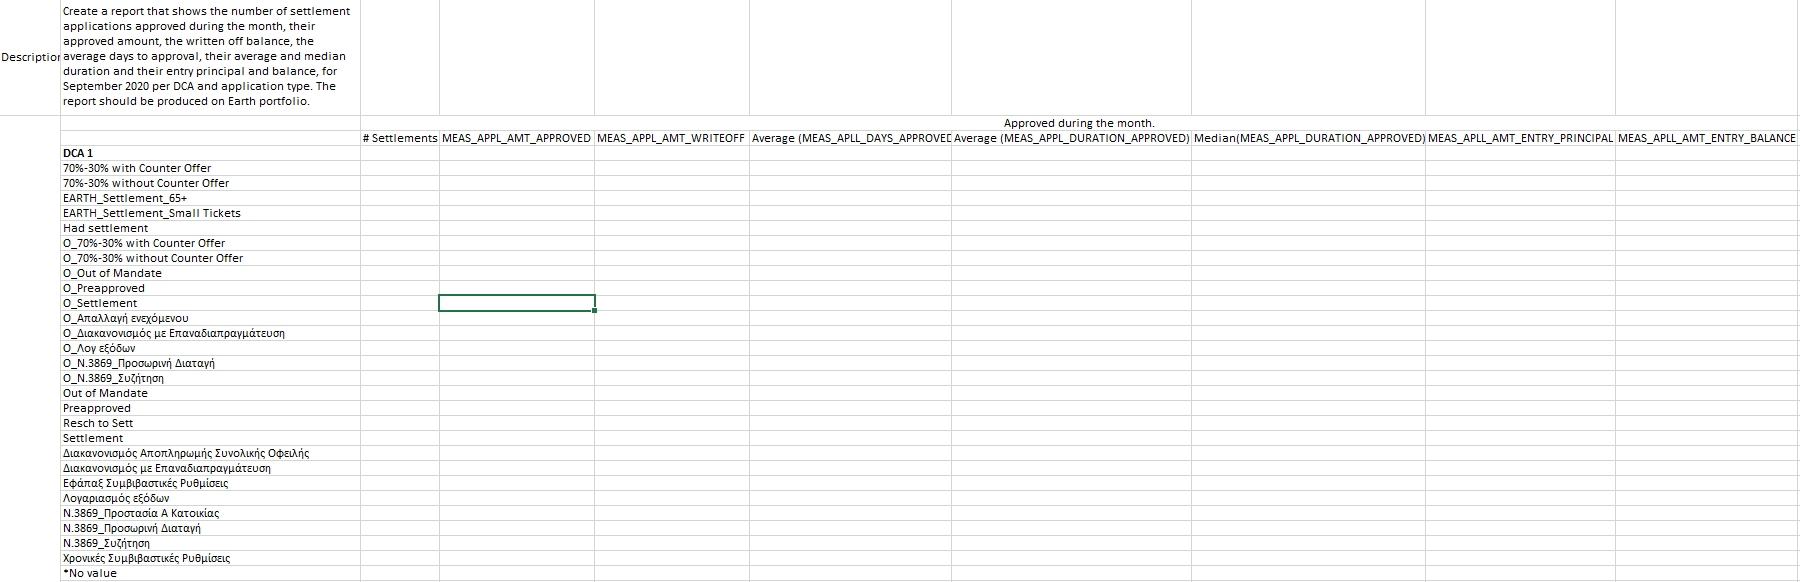 Create a report that shows the number of settlement
applications approved during the month, their
approved amount, the written off balance, the
Description average days to approval, their average and median
duration and their entry principal and balance, for
September 2020 per DCA and application type. The
report should be produced on Earth portfolio.
Approved during the month.
# Settlements MEAS_APPL_AMT_APPROVED MEAS_APPL_AMT_WRITEOFF Average (MEAS_APLL_DAYS_APPROVED Average (MEAS_APPL_DURATION_APPROVED) Median(MEAS_APPL_DURATION_APPROVED) MEAS_APLL_AMT_ENTRY_PRINCIPAL MEAS_APLL_AMT_ENTRY_BALANCE
DCA 1
70%-30% with Counter Offer
70%-30% without Counter Offer
EARTH_Settlement_65+
EARTH_Settlement_Small Tickets
Had settlement
O_70%-30% with Counter Offer
O_70%-30% without Counter Offer
O_Out of Mandate
O_Preapproved
O_Settlement
Ο_Απαλλαγή ενεχόμενου
Ο_Διακανονισμός με Επαναδιαπραγμάτευση
Ο_Λογ εξόδων
Ο_Ν.3869_Προσωρινή Διαταγή
Ο_Ν.3869_Συζήτηση
Out of Mandate
Preapproved
Resch to Sett
Settlement
Διακανονισμός Αποπληρωμής Συνολικής Οφειλής
Διακανονισμός με Επαναδιαπραγμάτευση
Εφάπαξ Συμβιβαστικές Ρυθμίσεις
Λογαριασμός εξόδων
Ν.3869_Προστασία Α Κατοικίας
Ν.3869_Προσωρινή Διαταγή
Ν.3869_Συζήτηση
Χρονικές Συμβιβαστικές Ρυθμίσεις
*No value